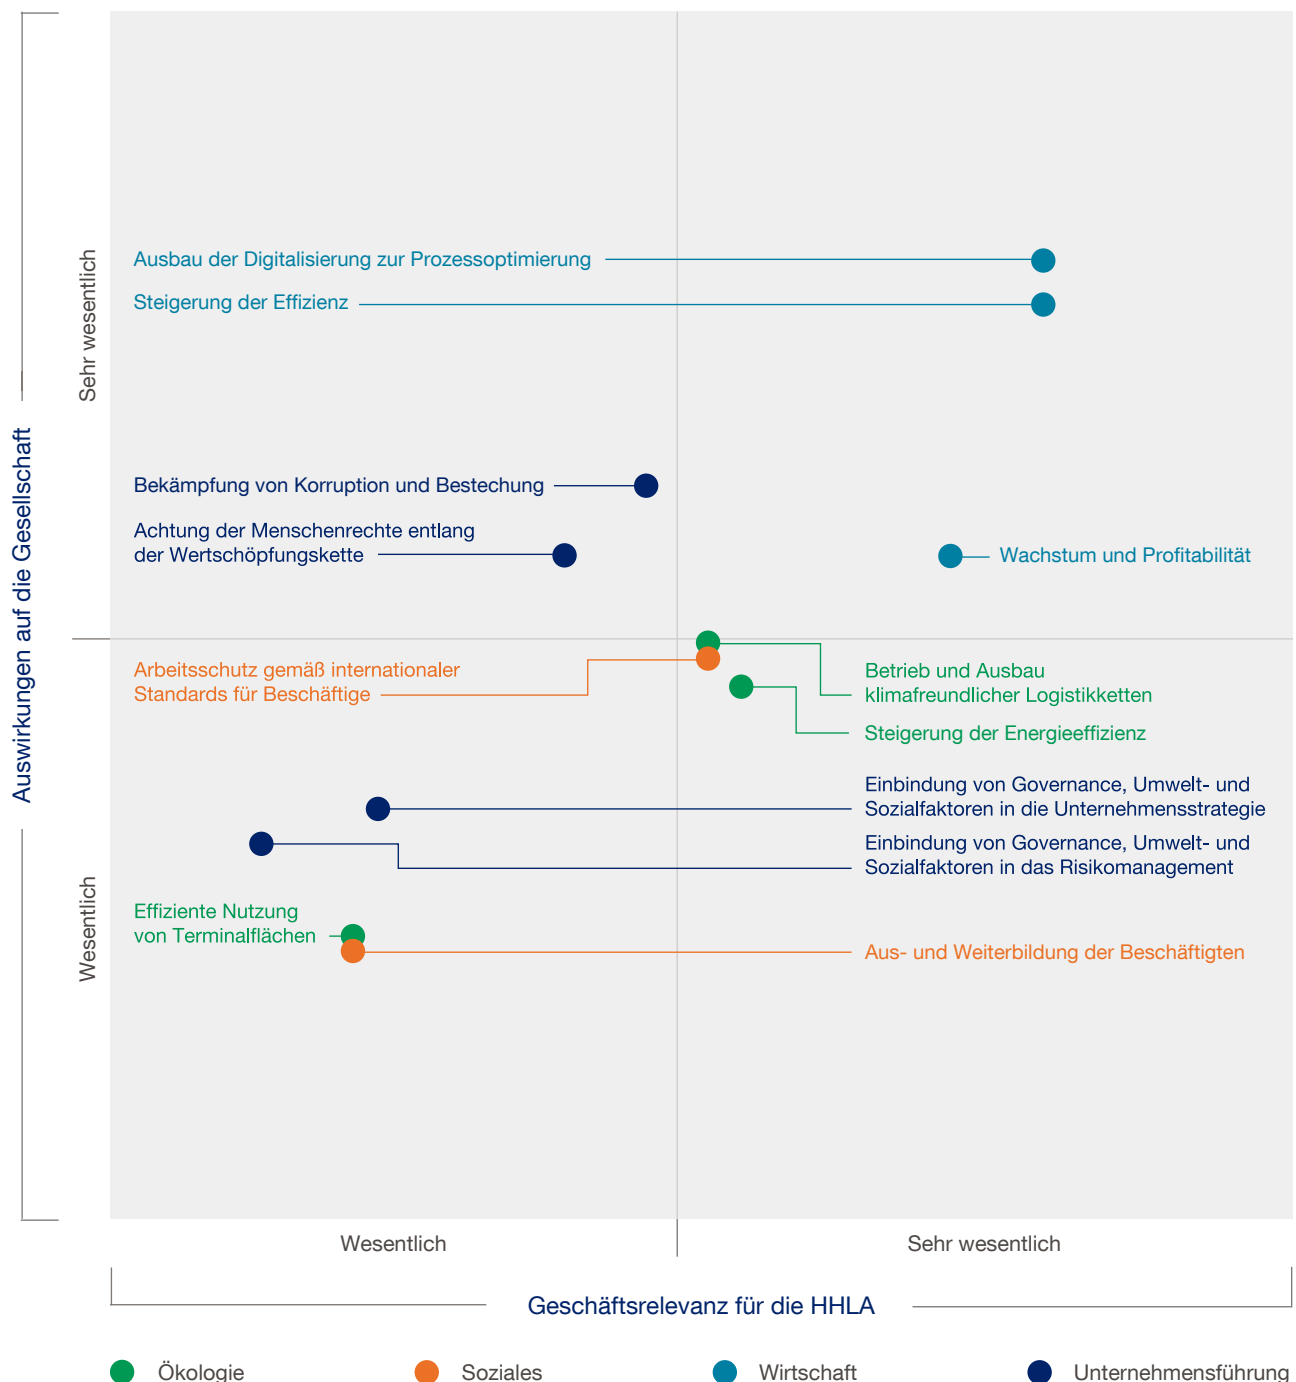 Auswirkungen auf die Gesellschaft
Sehr wesentlich
Wesentlich
Ausbau der Digitalisierung zur Prozessoptimierung
Steigerung der Effizienz
Bekämpfung von Korruption und Bestechung
Achtung der Menschenrechte entlang
der Wertschöpfungskette
Wachstum und Profitabilität
Arbeitsschutz gemäß internationaler
Standards für Beschäftige
Betrieb und Ausbau
klimafreundlicher Logistikketten
Steigerung der Energieeffizienz
Einbindung von Governance, Umwelt- und
Sozialfaktoren in die Unternehmensstrategie
Einbindung von Governance, Umwelt- und
Sozialfaktoren in das Risikomanagement
Effiziente Nutzung
von Terminalflächen
Aus- und Weiterbildung der Beschäftigten
Wesentlich
Sehr wesentlich
Geschäftsrelevanz für die HHLA
Ökologie
Soziales
Wirtschaft
Unternehmensführung